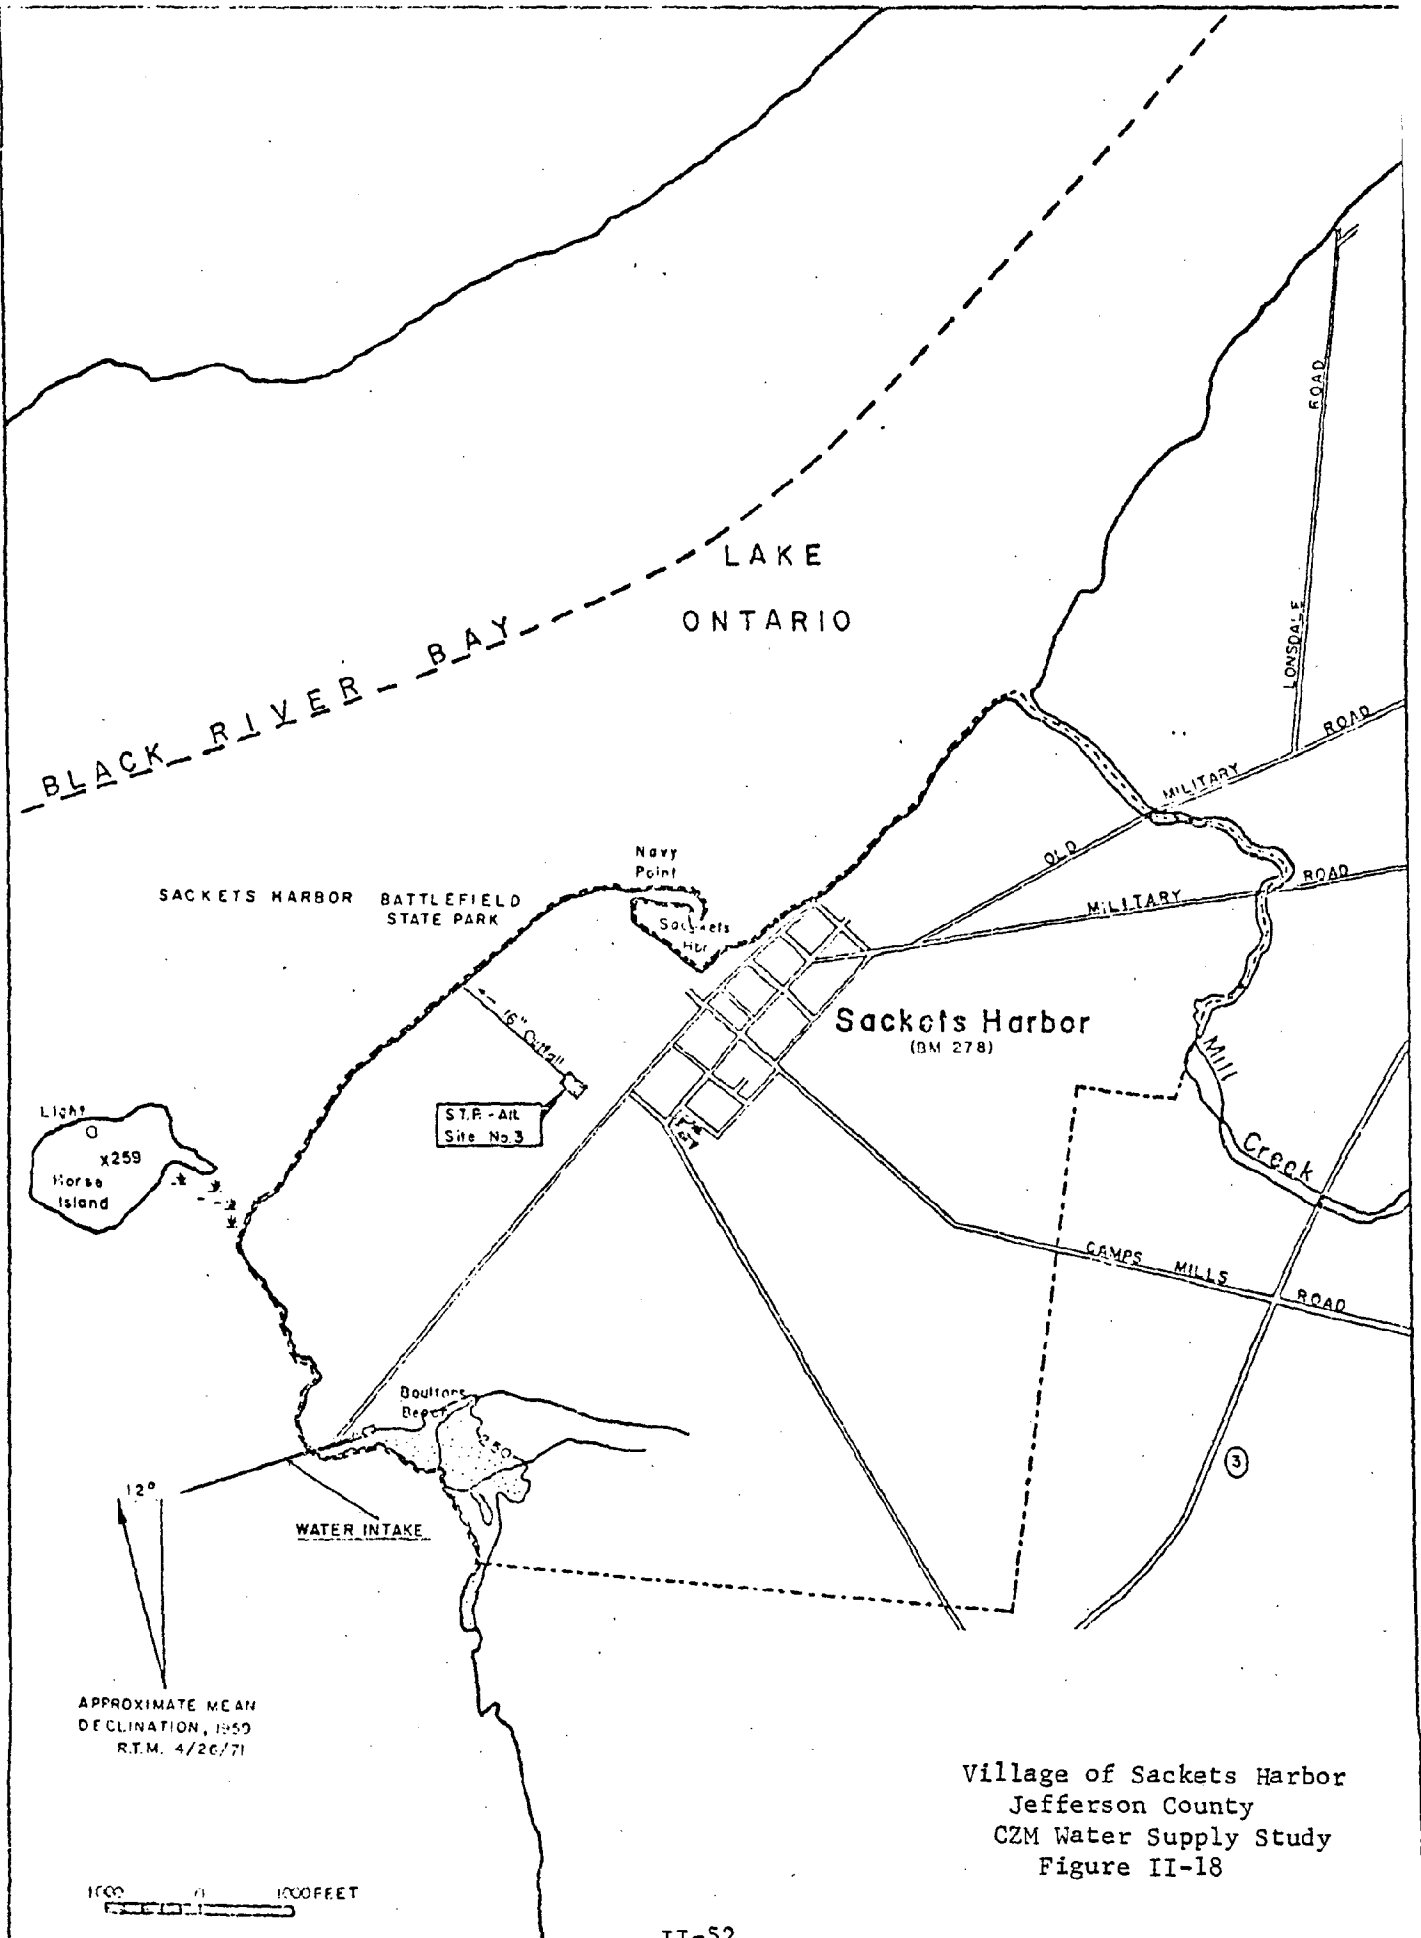 LAKE
ONTARIO
BLACK RIVER BAY
ROAD
LONSDALE
MILITARY ROAD
OLD
MILITARY ROAD
Navy
Point
SACKETS HARBOR BATTLEFIELD
STATE PARK
Sackets
Hbr
Sackets Harbor
(BM 278)
Outfall
S.T.P. - Alt.
Site No. 3
Light
x259
Horse
Island
Mill
Creek
CAMPS MILLS ROAD
3
Boultons
Beach
250
12°
WATER INTAKE
APPROXIMATE MEAN
DECLINATION, 1959
R.T.M. 4/26/71
Village of Sackets Harbor
Jefferson County
CZM Water Supply Study
Figure II-18
1000 0 1000 FEET
II-52